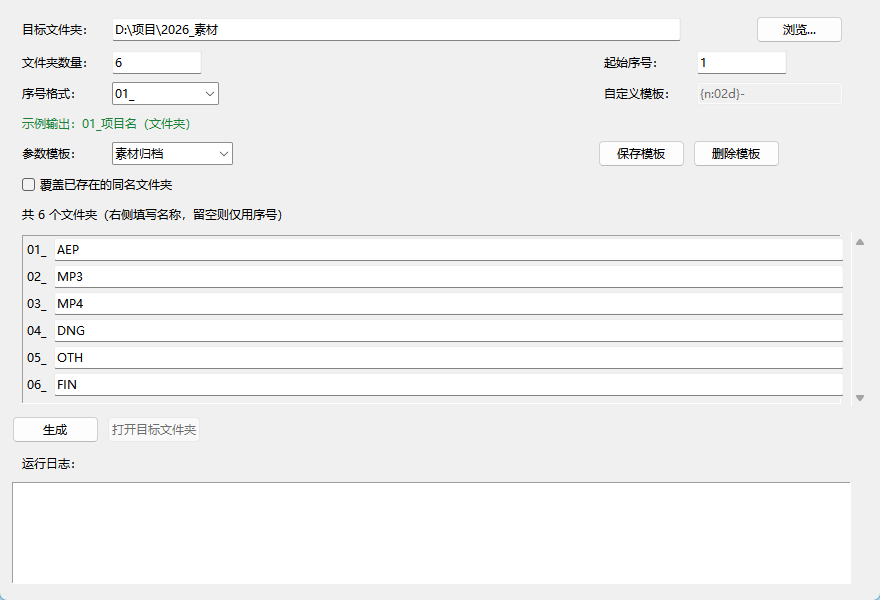 目标文件夹： D:\项目\2026_素材 浏览...
文件夹数量： 6 起始序号： 1
序号格式： 01_ 自定义模板： {n:02d}-
示例输出：01_项目名（文件夹）
参数模板： 素材归档 保存模板 删除模板
覆盖已存在的同名文件夹
共 6 个文件夹（右侧填写名称，留空则仅用序号）
01_ AEP
02_ MP3
03_ MP4
04_ DNG
05_ OTH
06_ FIN
生成 打开目标文件夹
运行日志：